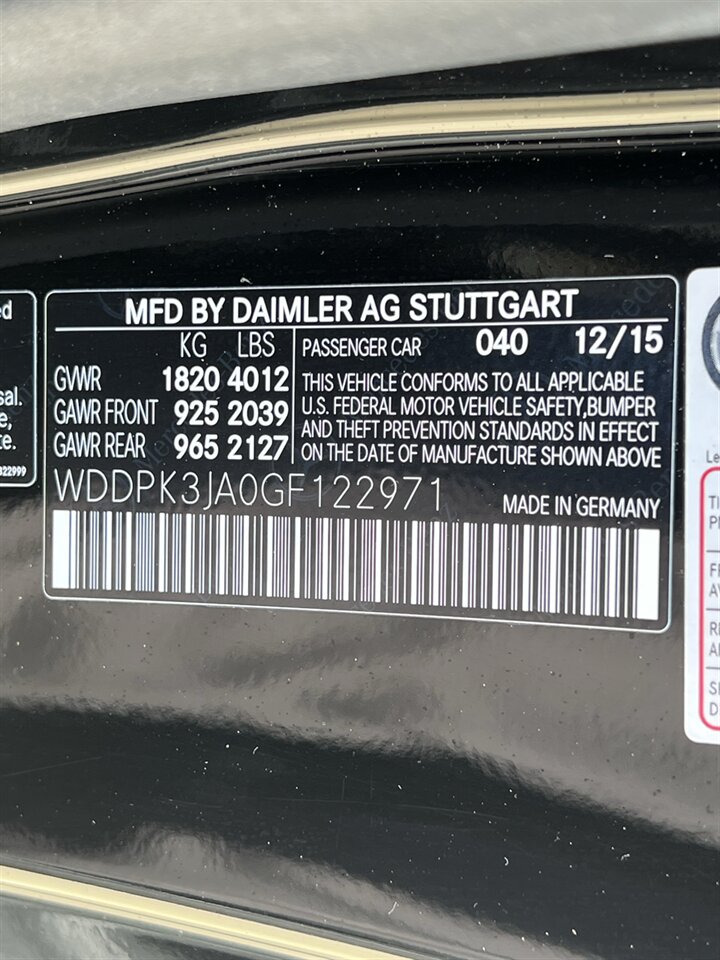 MFD BY DAIMLER AG STUTTGART
KG LBS
GVWR 1820 4012
GAWR FRONT 925 2039
GAWR REAR 965 2127
PASSENGER CAR 040 12/15
THIS VEHICLE CONFORMS TO ALL APPLICABLE
U.S. FEDERAL MOTOR VEHICLE SAFETY,BUMPER
AND THEFT PREVENTION STANDARDS IN EFFECT
ON THE DATE OF MANUFACTURE SHOWN ABOVE
WDDPK3JA0GF122971
MADE IN GERMANY